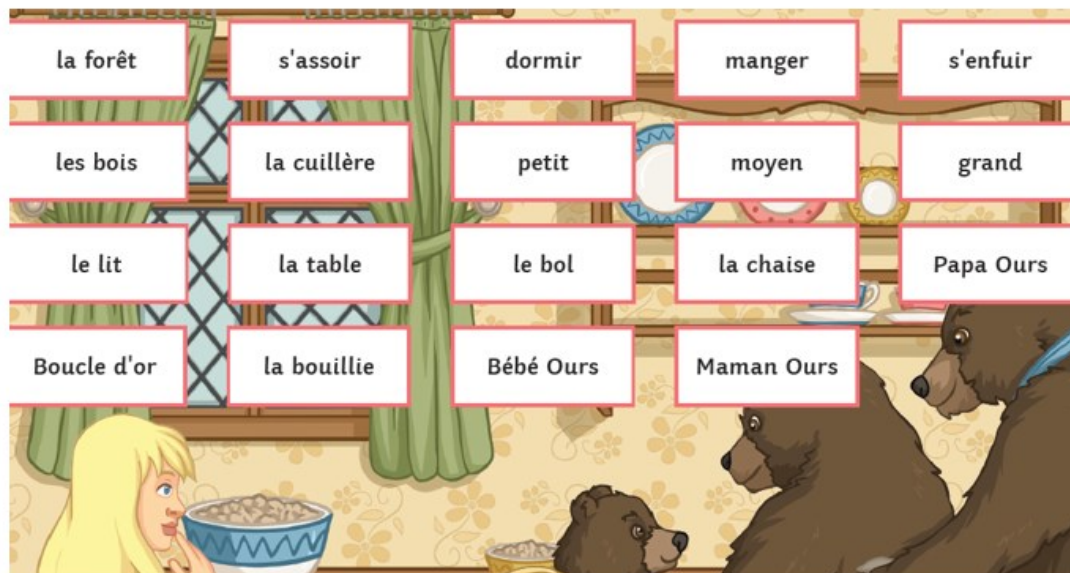 la forêt
s'assoir
dormir
manger
s'enfuir
les bois
la cuillère
petit
moyen
grand
le lit
la table
le bol
la chaise
Papa Ours
Boucle d'or
la bouillie
Bébé Ours
Maman Ours